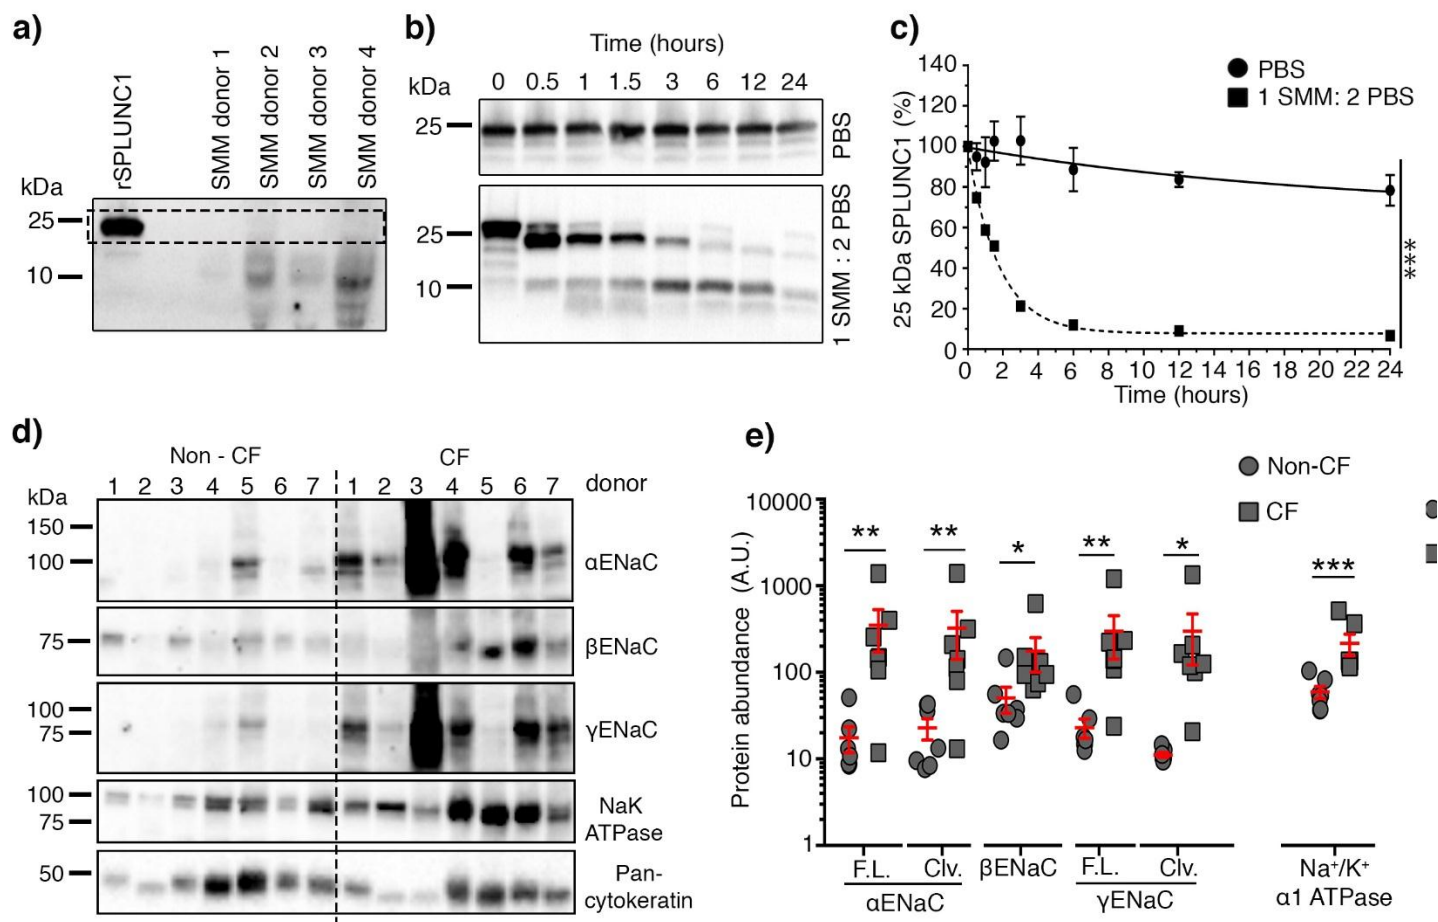 a)
kDa
rSPLUNC1
SMM donor 1
SMM donor 2
SMM donor 3
SMM donor 4
25
10
b)
Time (hours)
kDa
0 0.5 1 1.5 3 6 12 24
25
PBS
25
10
1 SMM : 2 PBS
c)
25 kDa SPLUNC1 (%)
140
120
100
80
60
40
20
0
0 2 4 6 8 10 12 14 16 18 20 22 24
Time (hours)
PBS
1 SMM: 2 PBS
***
d)
Non - CF CF
1 2 3 4 5 6 7 1 2 3 4 5 6 7 donor
kDa
150
100
αENaC
75
βENaC
100
75
γENaC
100
75
NaK
ATPase
50
Pan-
cytokeratin
e)
Non-CF
CF
Protein abundance (A.U.)
10000
1000
100
10
1
** ** * ** * ***
F.L. Clv. βENaC F.L. Clv. Na⁺/K⁺
αENaC γENaC α1 ATPase